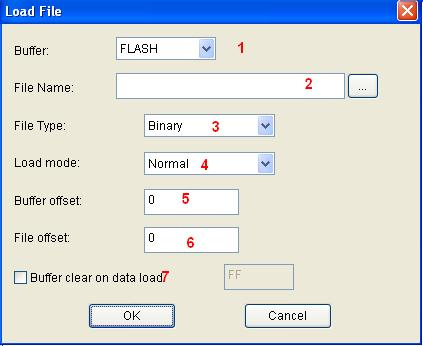 Load File
Buffer: FLASH 1
File Name: 2 ...
File Type: Binary 3
Load mode: Normal 4
Buffer offset: 0 5
File offset: 0 6
Buffer clear on data load 7 FF
OK Cancel